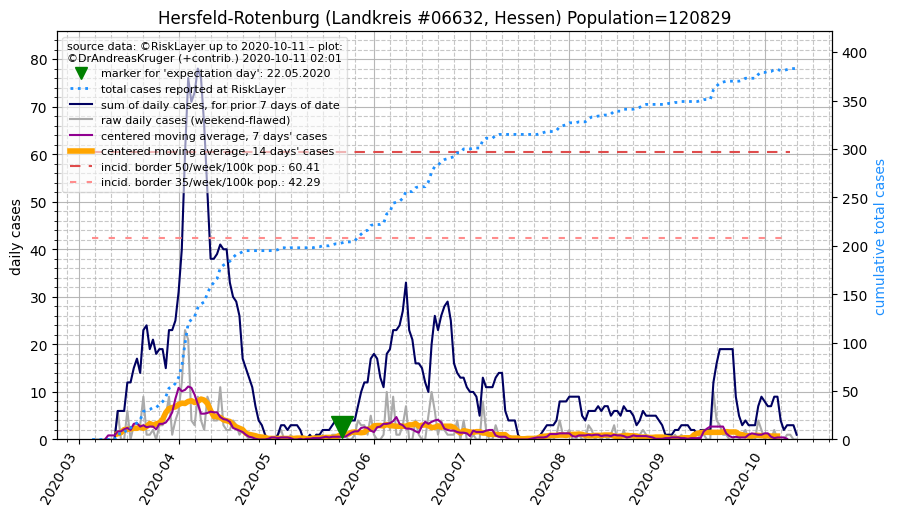 Hersfeld-Rotenburg (Landkreis #06632, Hessen) Population=120829
source data: ©RiskLayer up to 2020-10-11 – plot:
©DrAndreasKruger (+contrib.) 2020-10-11 02:01
marker for 'expectation day': 22.05.2020
total cases reported at RiskLayer
sum of daily cases, for prior 7 days of date
raw daily cases (weekend-flawed)
centered moving average, 7 days' cases
centered moving average, 14 days' cases
incid. border 50/week/100k pop.: 60.41
incid. border 35/week/100k pop.: 42.29
daily cases
80
70
60
50
40
30
20
10
0
cumulative total cases
400
350
300
250
200
150
100
50
0
2020-03
2020-04
2020-05
2020-06
2020-07
2020-08
2020-09
2020-10